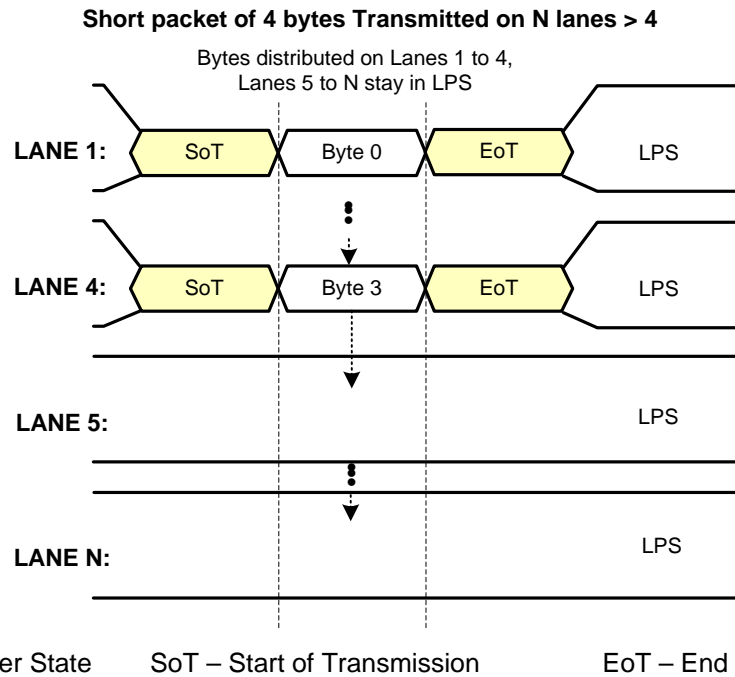 Short packet of 4 bytes Transmitted on N lanes > 4
Bytes distributed on Lanes 1 to 4,
Lanes 5 to N stay in LPS
LANE 1: SoT Byte 0 EoT LPS
LANE 4: SoT Byte 3 EoT LPS
LANE 5: LPS
LANE N: LPS
er State SoT – Start of Transmission EoT – End